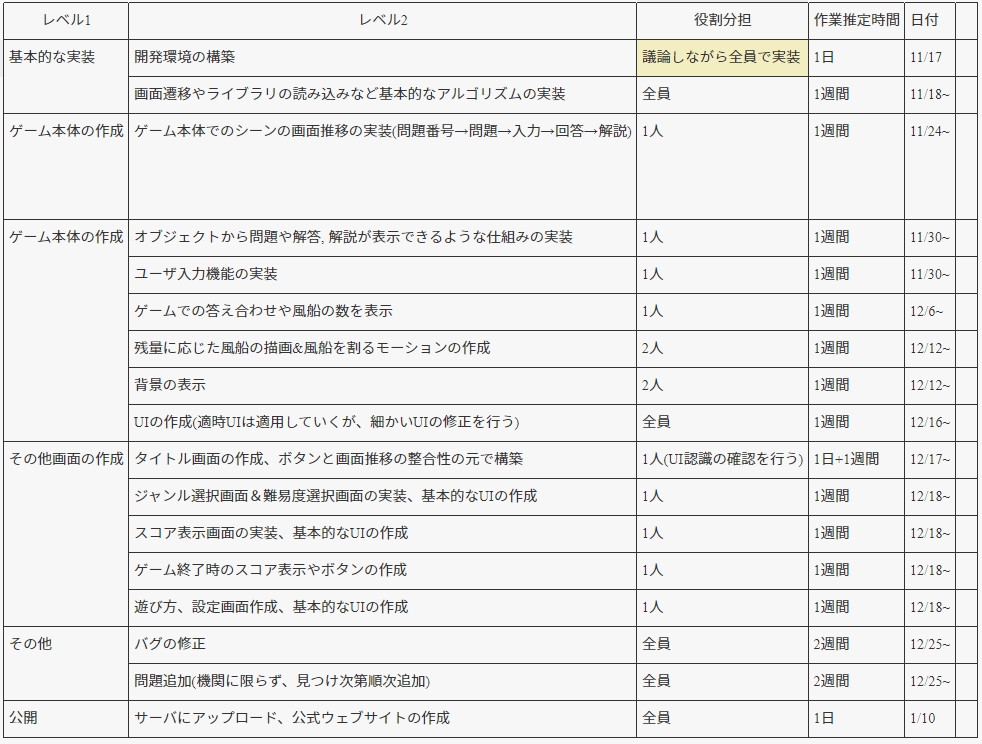 レベル1 レベル2 役割分担 作業推定時間 日付
基本的な実装 開発環境の構築 議論しながら全員で実装 1日 11/17
画面遷移やライブラリの読み込みなど基本的なアルゴリズムの実装 全員 1週間 11/18~
ゲーム本体の作成 ゲーム本体でのシーンの画面推移の実装(問題番号→問題→入力→回答→解説) 1人 1週間 11/24~
ゲーム本体の作成 オブジェクトから問題や解答, 解説が表示できるような仕組みの実装 1人 1週間 11/30~
ユーザ入力機能の実装 1人 1週間 11/30~
ゲームでの答え合わせや風船の数を表示 1人 1週間 12/6~
残量に応じた風船の描画&風船を割るモーションの作成 2人 1週間 12/12~
背景の表示 2人 1週間 12/12~
UIの作成(適時UIは適用していくが、細かいUIの修正を行う) 全員 1週間 12/16~
その他画面の作成 タイトル画面の作成、ボタンと画面推移の整合性の元で構築 1人(UI認識の確認を行う) 1日+1週間 12/17~
ジャンル選択画面＆難易度選択画面の実装、基本的なUIの作成 1人 1週間 12/18~
スコア表示画面の実装、基本的なUIの作成 1人 1週間 12/18~
ゲーム終了時のスコア表示やボタンの作成 1人 1週間 12/18~
遊び方、設定画面作成、基本的なUIの作成 1人 1週間 12/18~
その他 バグの修正 全員 2週間 12/25~
問題追加(機関に限らず、見つけ次第順次追加) 全員 2週間 12/25~
公開 サーバにアップロード、公式ウェブサイトの作成 全員 1日 1/10